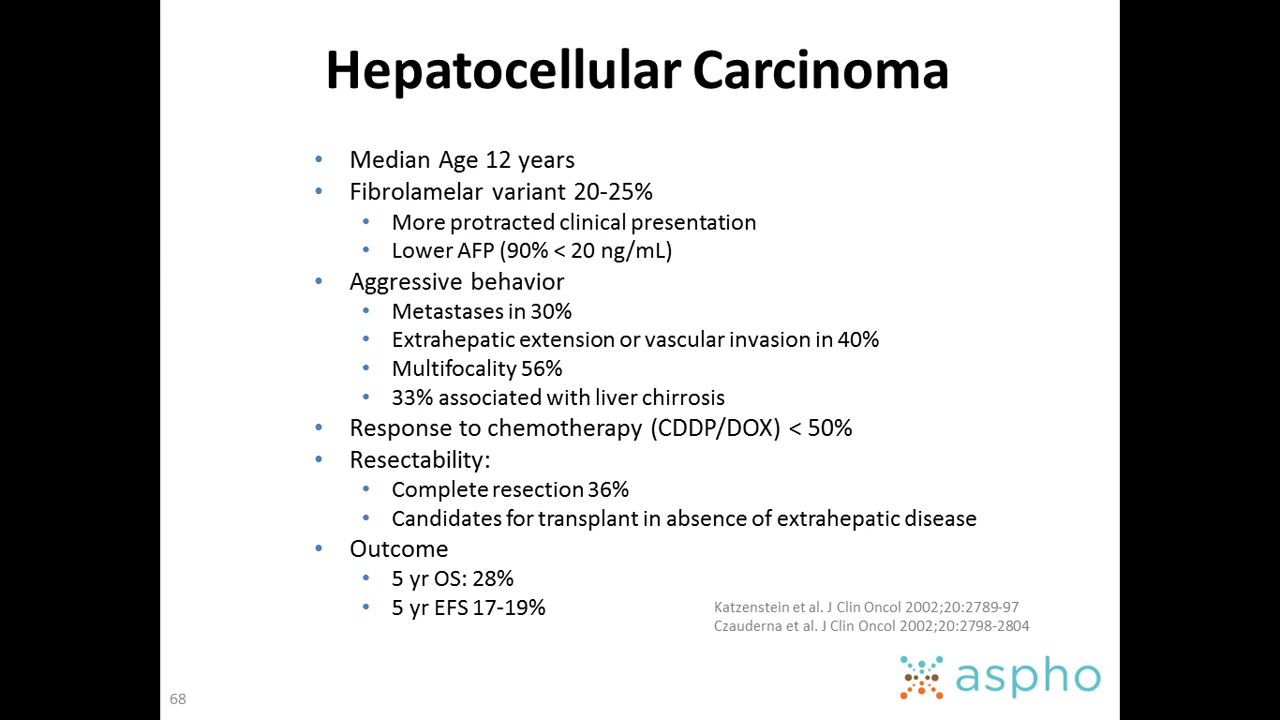 Hepatocellular Carcinoma
• Median Age 12 years
• Fibrolamelar variant 20-25%
• More protracted clinical presentation
• Lower AFP (90% < 20 ng/mL)
• Aggressive behavior
• Metastases in 30%
• Extrahepatic extension or vascular invasion in 40%
• Multifocality 56%
• 33% associated with liver chirrosis
• Response to chemotherapy (CDDP/DOX) < 50%
• Resectability:
• Complete resection 36%
• Candidates for transplant in absence of extrahepatic disease
• Outcome
• 5 yr OS: 28%
• 5 yr EFS 17-19%
Katzenstein et al. J Clin Oncol 2002;20:2789-97
Czauderna et al. J Clin Oncol 2002;20:2798-2804
aspho
68